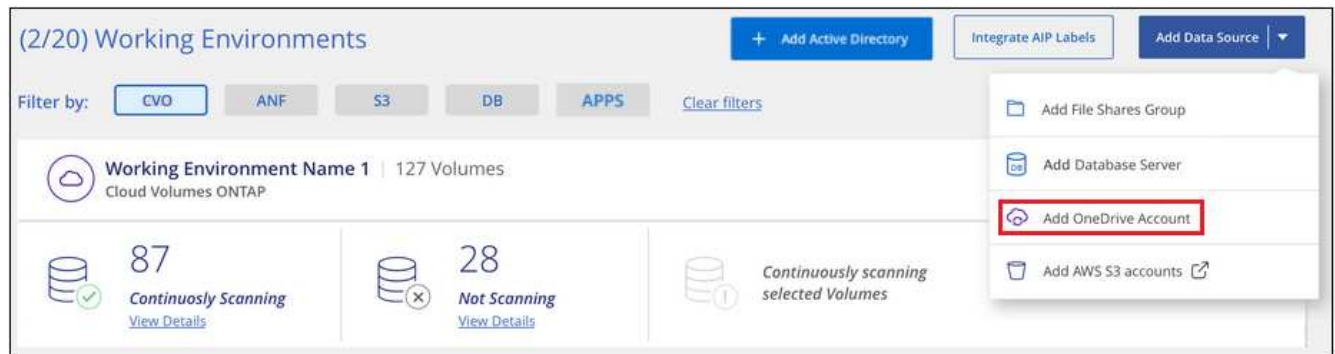 (2/20) Working Environments
+ Add Active Directory
Integrate AIP Labels
Add Data Source
Filter by:
CVO
ANF
S3
DB
APPS
Clear filters
Add File Shares Group
DB
Add Database Server
Add OneDrive Account
Add AWS S3 accounts
Working Environment Name 1 | 127 Volumes
Cloud Volumes ONTAP
87
Continuosly Scanning
View Details
28
Not Scanning
View Details
Continuously scanning
selected Volumes